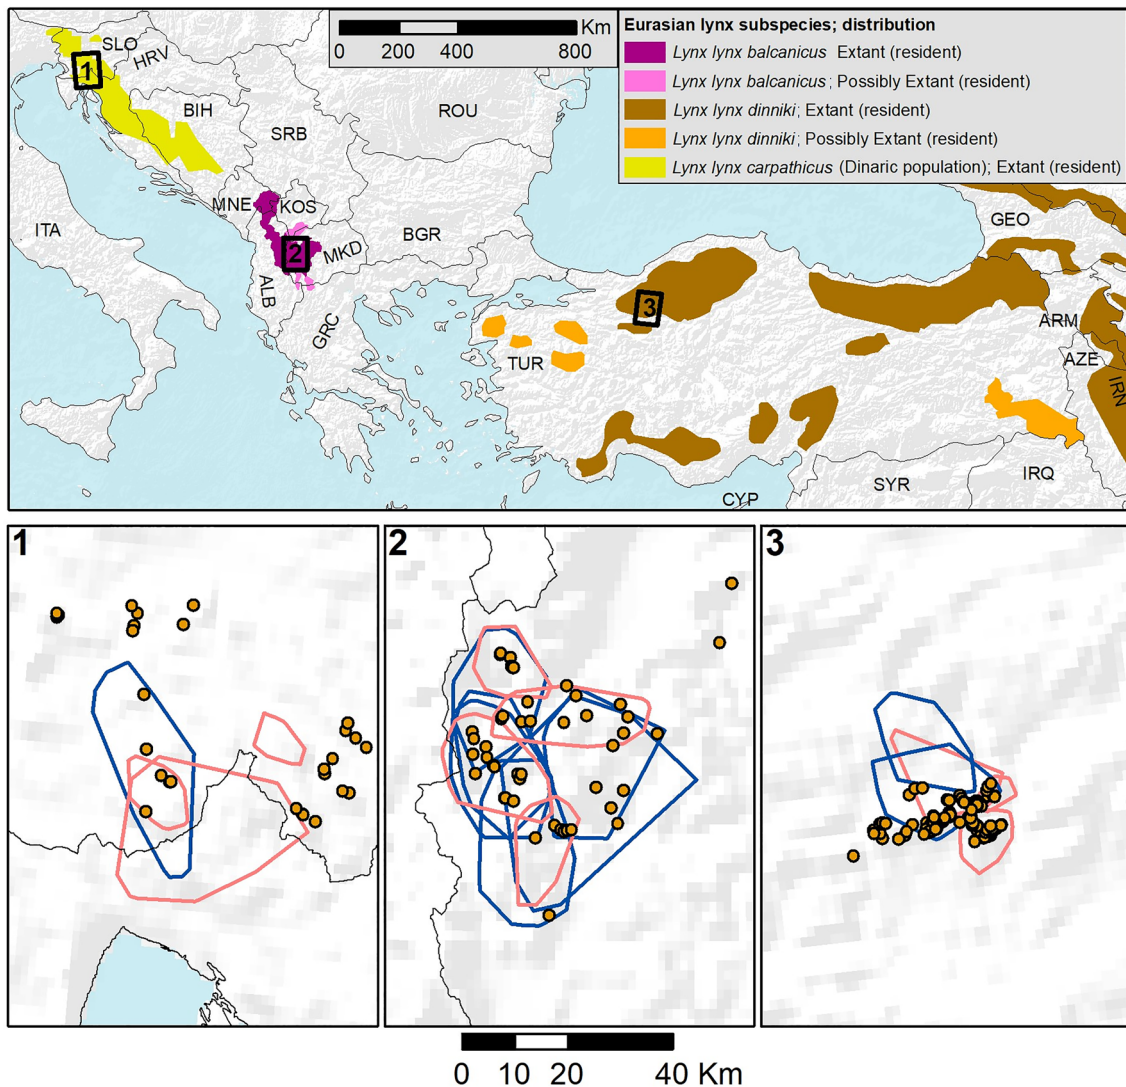 Km
0 200 400 800
Eurasian lynx subspecies; distribution
Lynx lynx balcanicus Extant (resident)
Lynx lynx balcanicus; Possibly Extant (resident)
Lynx lynx dinniki; Extant (resident)
Lynx lynx dinniki; Possibly Extant (resident)
Lynx lynx carpathicus (Dinaric population); Extant (resident)
SLO
HRV
1
BIH
SRB
ROU
MNE
KOS
ITA
BGR
GEO
2
MKD
ALB
GRC
3
TUR
ARM
AZE
IRN
IRQ
SYR
CYP
1
2
3
0 10 20 40 Km